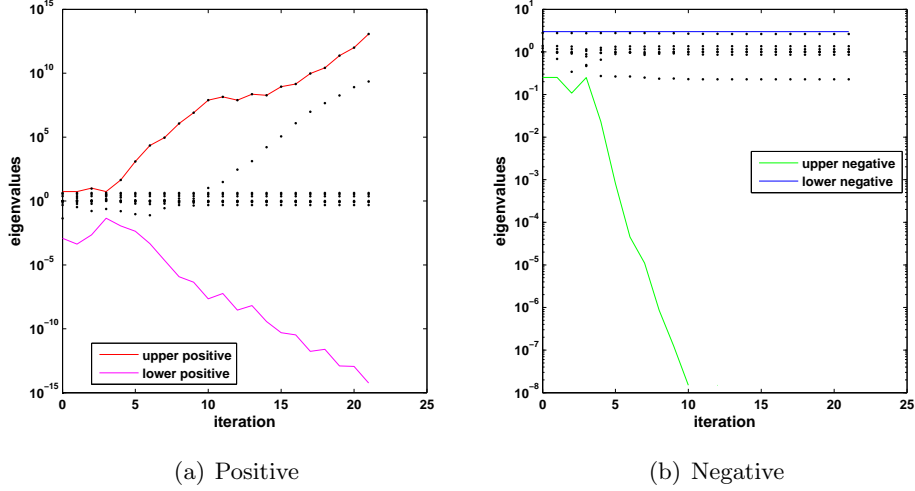 10^15
10^10
10^5
10^0
10^−5
10^−10
10^−15
eigenvalues
0 5 10 15 20 25
iteration
upper positive
lower positive
(a) Positive
10^1
10^0
10^−1
10^−2
10^−3
10^−4
10^−5
10^−6
10^−7
10^−8
eigenvalues
0 5 10 15 20 25
iteration
upper negative
lower negative
(b) Negative